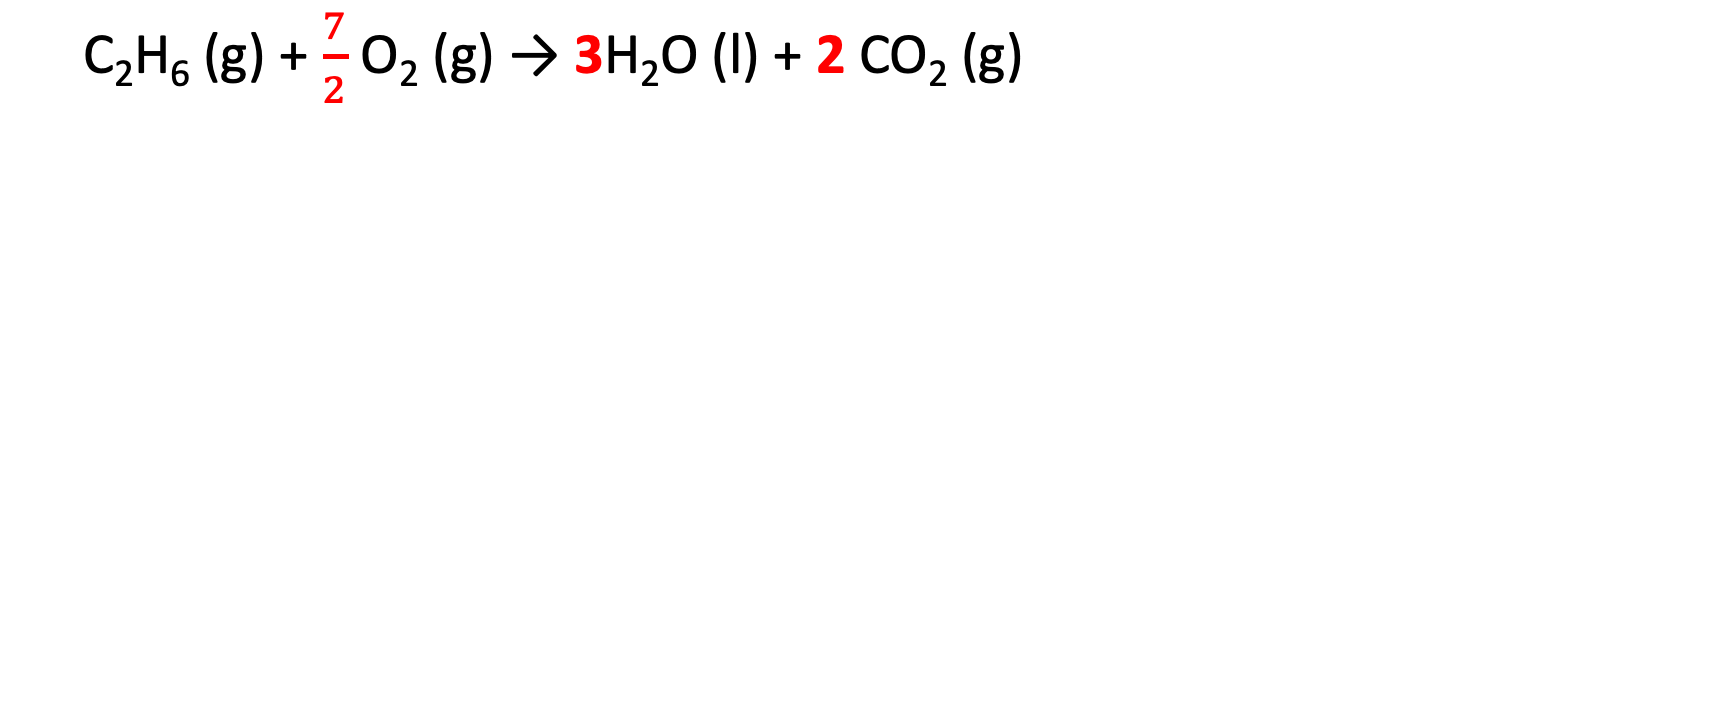 C₂H₆ (g) + 7/2 O₂ (g) → 3H₂O (l) + 2 CO₂ (g)